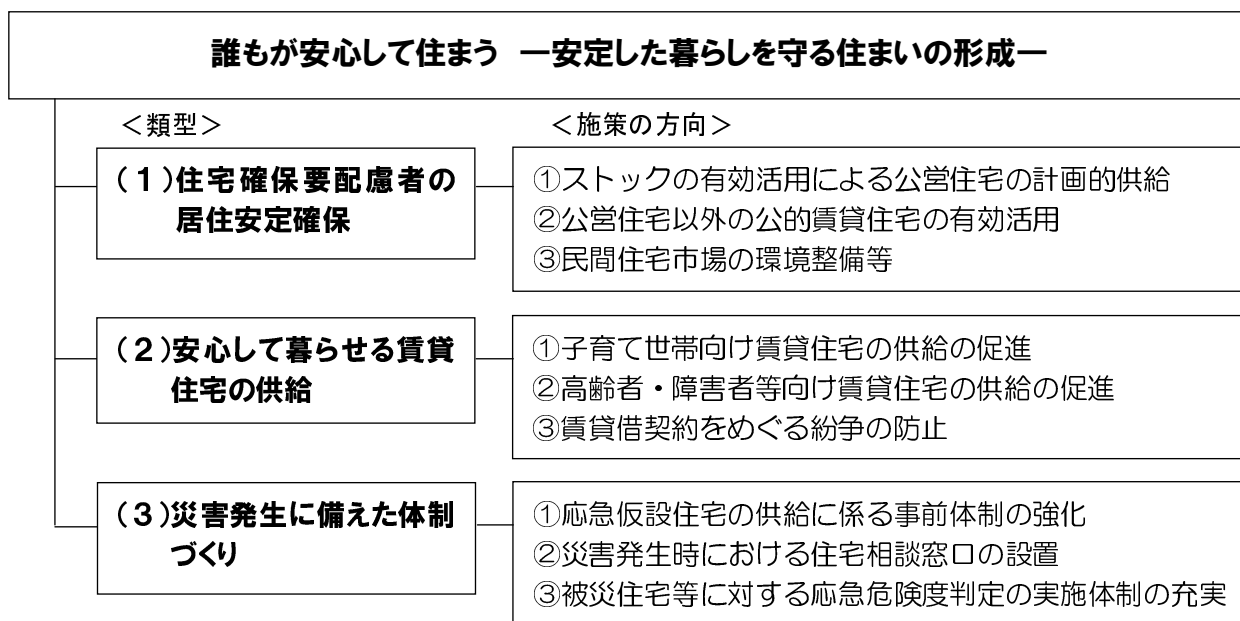 誰もが安心して住まう ―安定した暮らしを守る住まいの形成―
＜類型＞
＜施策の方向＞
（１）住宅確保要配慮者の
居住安定確保
①ストックの有効活用による公営住宅の計画的供給
②公営住宅以外の公的賃貸住宅の有効活用
③民間住宅市場の環境整備等
（２）安心して暮らせる賃貸
住宅の供給
①子育て世帯向け賃貸住宅の供給の促進
②高齢者・障害者等向け賃貸住宅の供給の促進
③賃貸借契約をめぐる紛争の防止
（３）災害発生に備えた体制
づくり
①応急仮設住宅の供給に係る事前体制の強化
②災害発生時における住宅相談窓口の設置
③被災住宅等に対する応急危険度判定の実施体制の充実